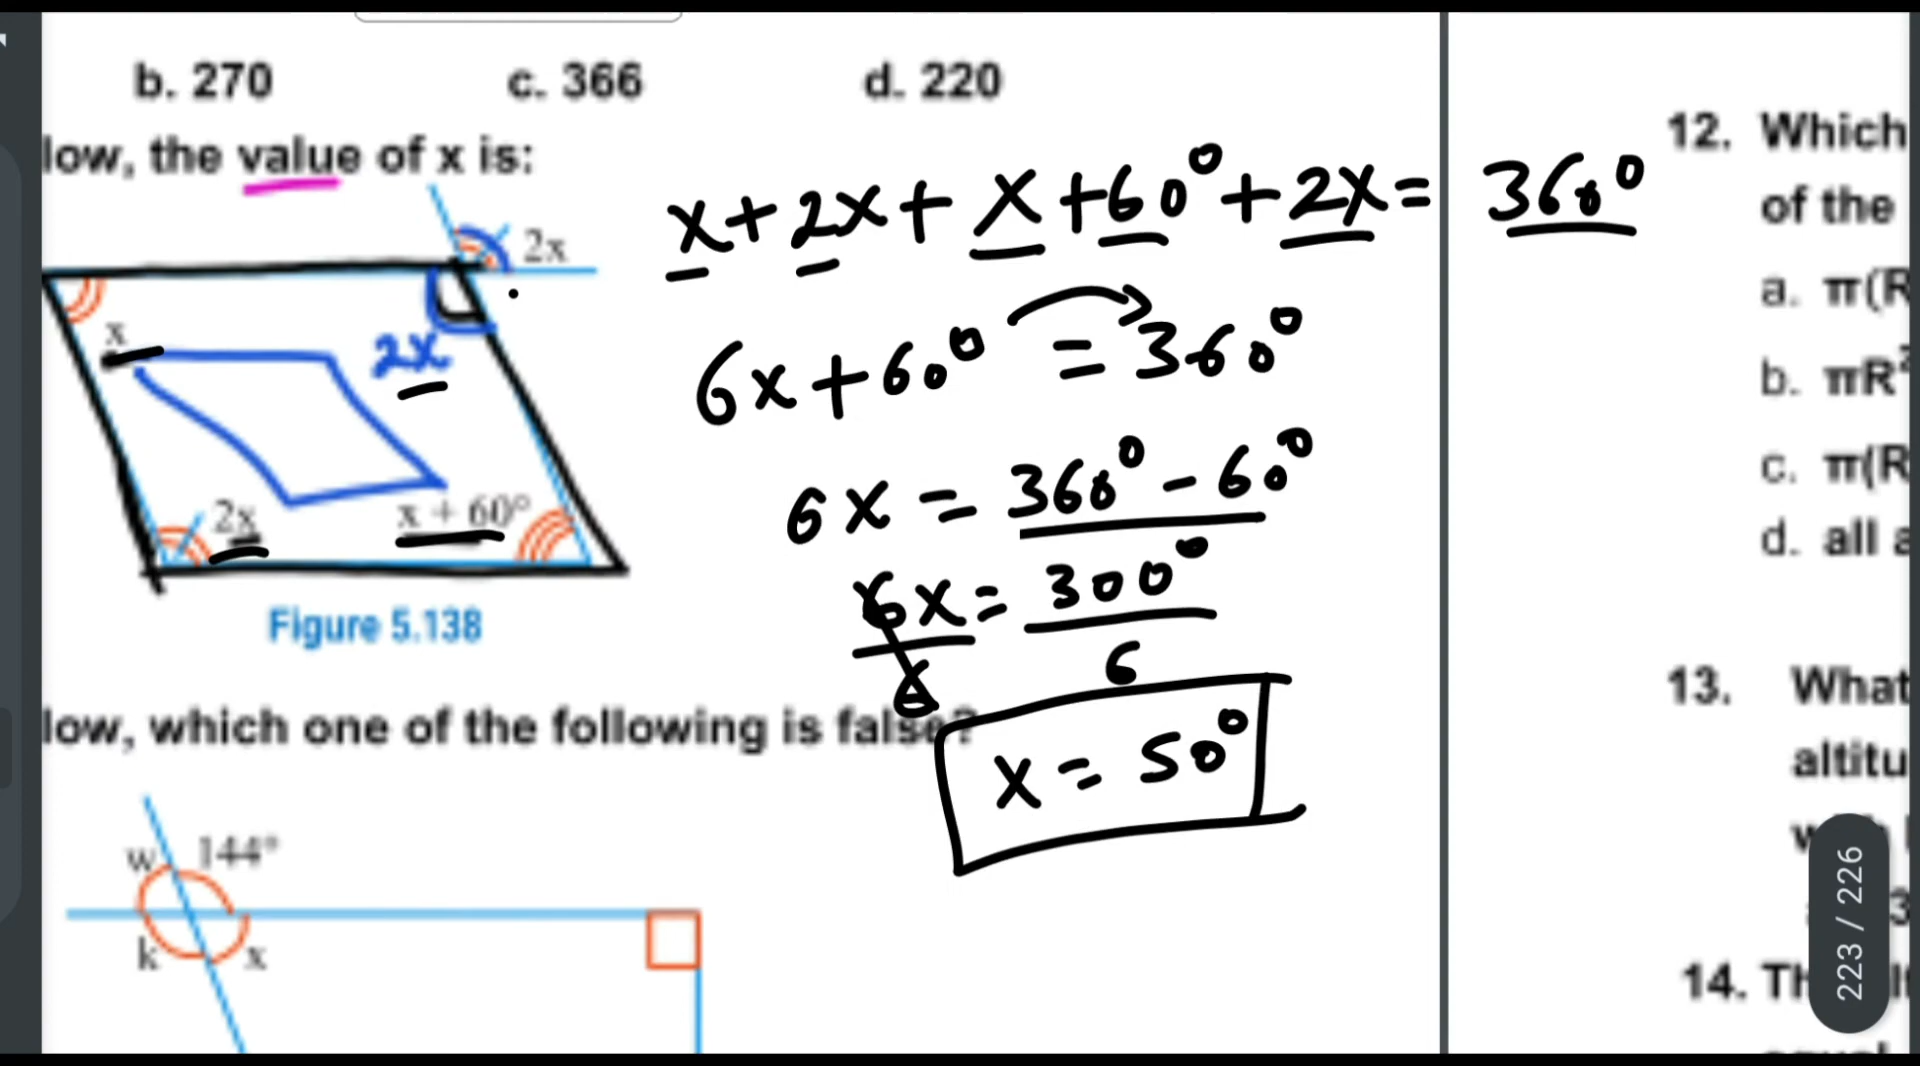 b. 270 c. 366 d. 220
low, the value of x is:
x+2x+x+60°+2x= 360°
2x
x
2x
6x+60° = 360°
2x x + 60°
6x = 360°-60°
6x= 300°
6 6
Figure 5.138
x = 50°
low, which one of the following is false?
w 144°
k x
12. Which
of the
a. π(R
b. πR²
c. π(R
d. all a
13. What
altitu
14. Th
223 / 226